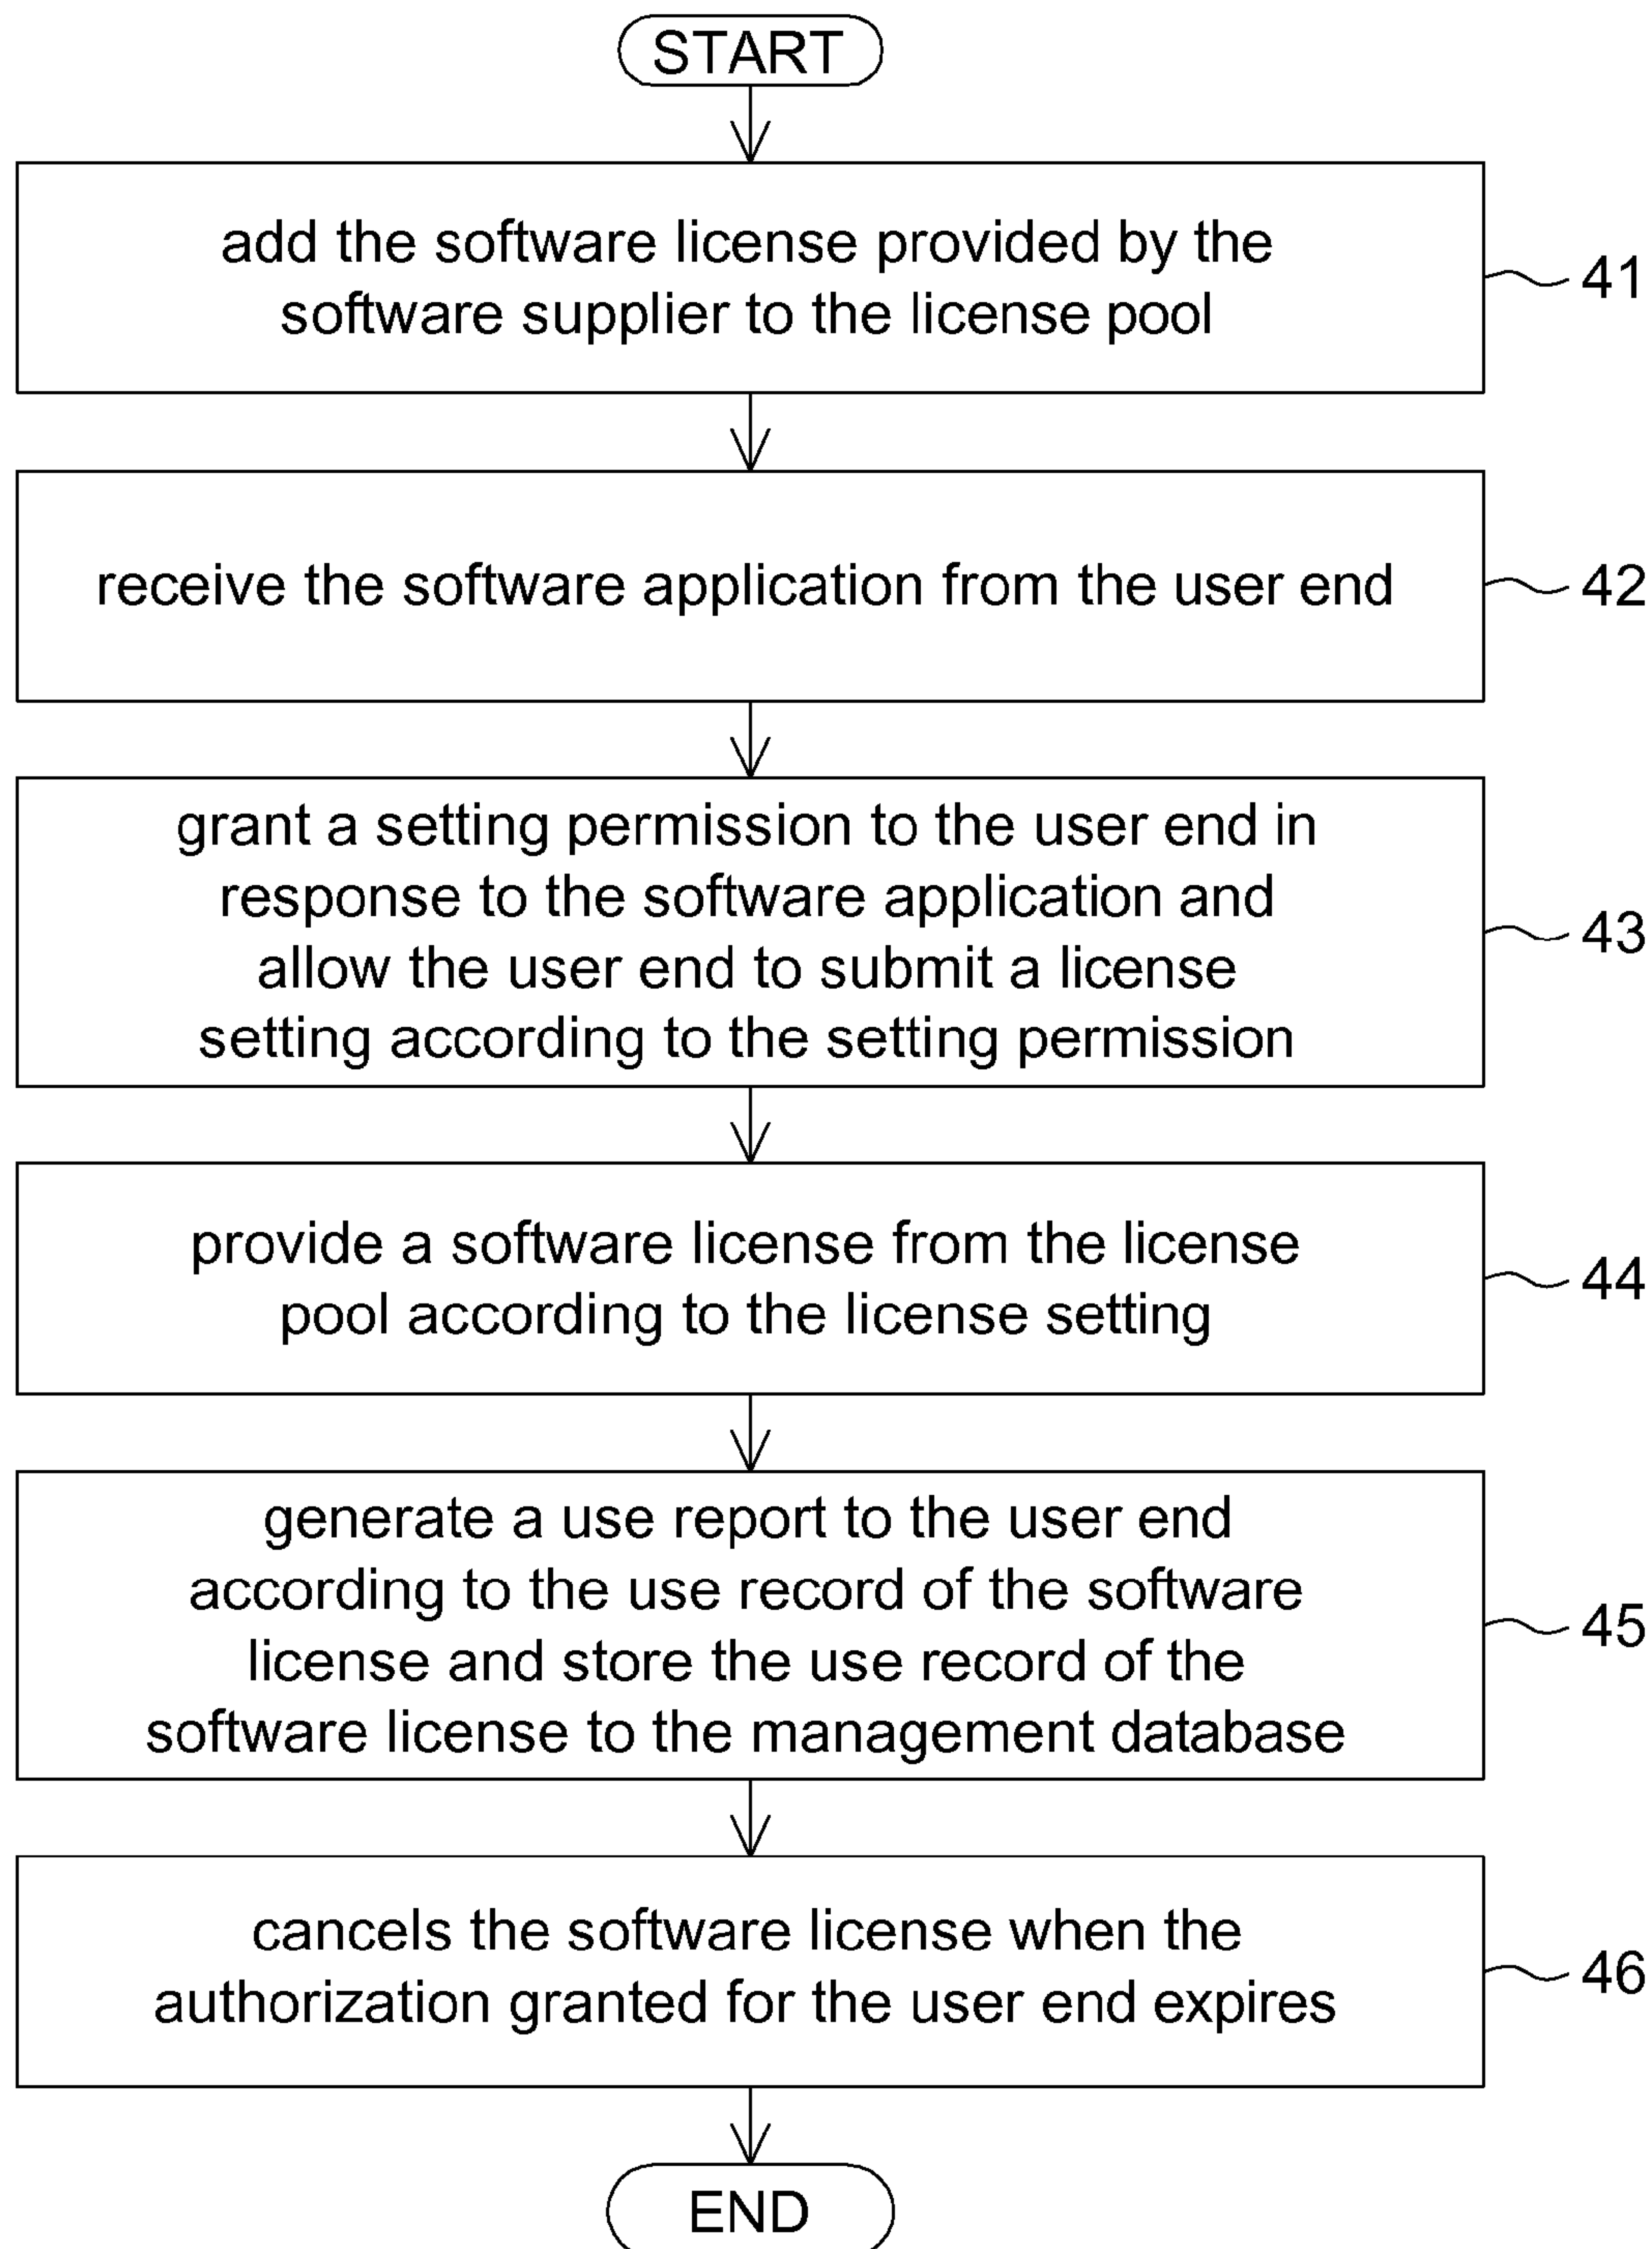 START
add the software license provided by the
software supplier to the license pool
41
receive the software application from the user end
42
grant a setting permission to the user end in
response to the software application and
allow the user end to submit a license
setting according to the setting permission
43
provide a software license from the license
pool according to the license setting
44
generate a use report to the user end
according to the use record of the software
license and store the use record of the
software license to the management database
45
cancels the software license when the
authorization granted for the user end expires
46
END